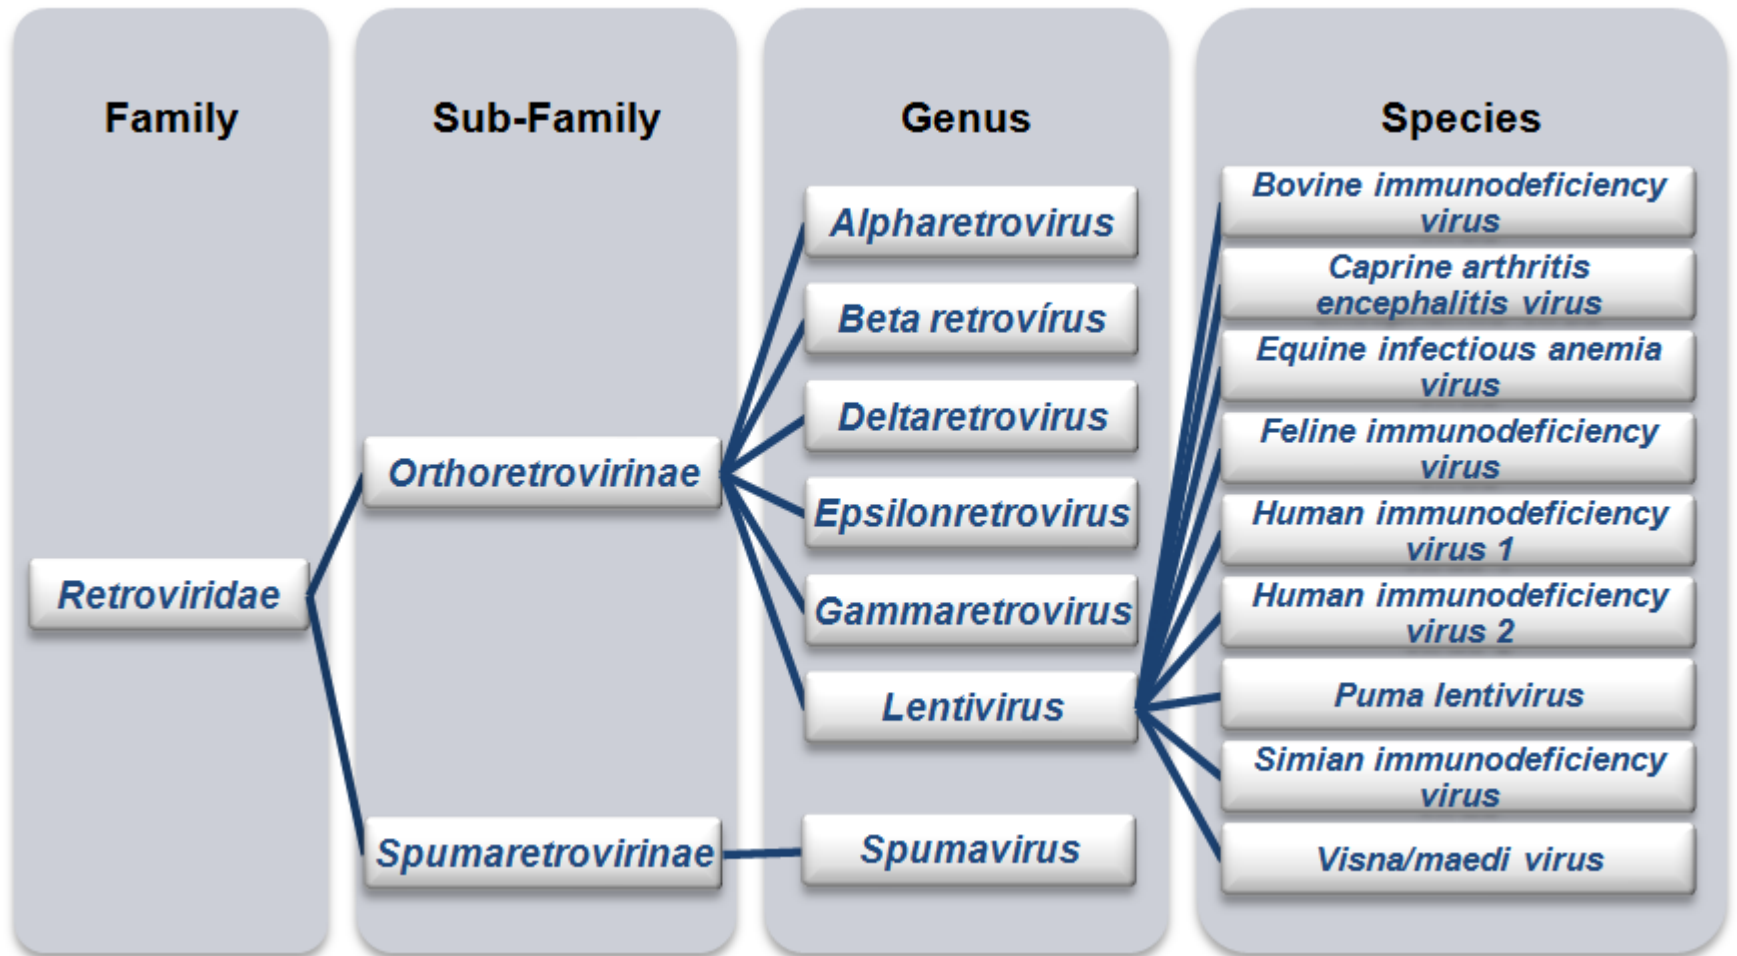 Family
Sub-Family
Genus
Species
Retroviridae
Orthoretrovirinae
Spumaretrovirinae
Alpharetrovirus
Beta retrovírus
Deltaretrovirus
Epsilonretrovirus
Gammaretrovirus
Lentivirus
Spumavirus
Bovine immunodeficiency
virus
Caprine arthritis
encephalitis virus
Equine infectious anemia
virus
Feline immunodeficiency
virus
Human immunodeficiency
virus 1
Human immunodeficiency
virus 2
Puma lentivirus
Simian immunodeficiency
virus
Visna/maedi virus